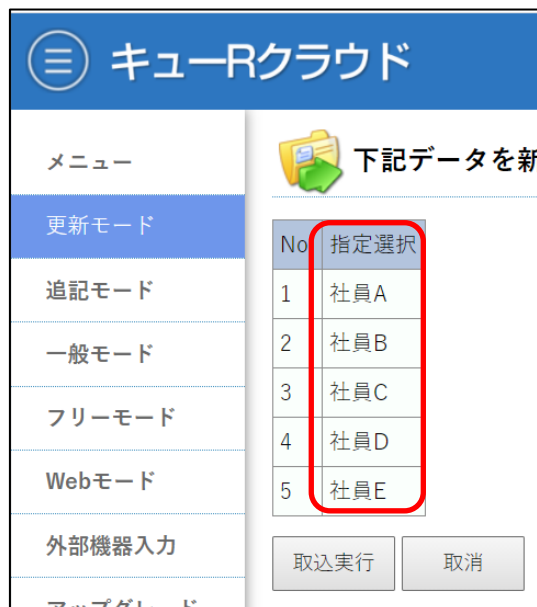 キューRクラウド
メニュー
更新モード
追記モード
一般モード
フリーモード
Webモード
外部機器入力
下記データを新
No 指定選択
1 社員A
2 社員B
3 社員C
4 社員D
5 社員E
取込実行 取消